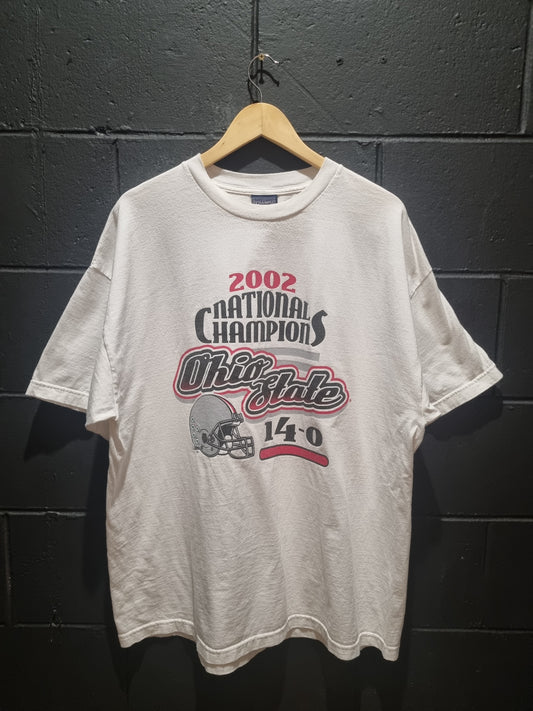 2002
NATIONAL
CHAMPIONS
Ohio State
14-0